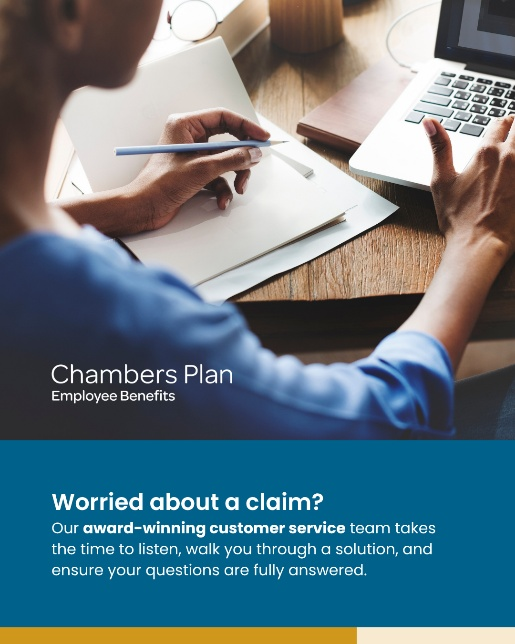 Chambers Plan
Employee Benefits
Worried about a claim?
Our award-winning customer service team takes
the time to listen, walk you through a solution, and
ensure your questions are fully answered.